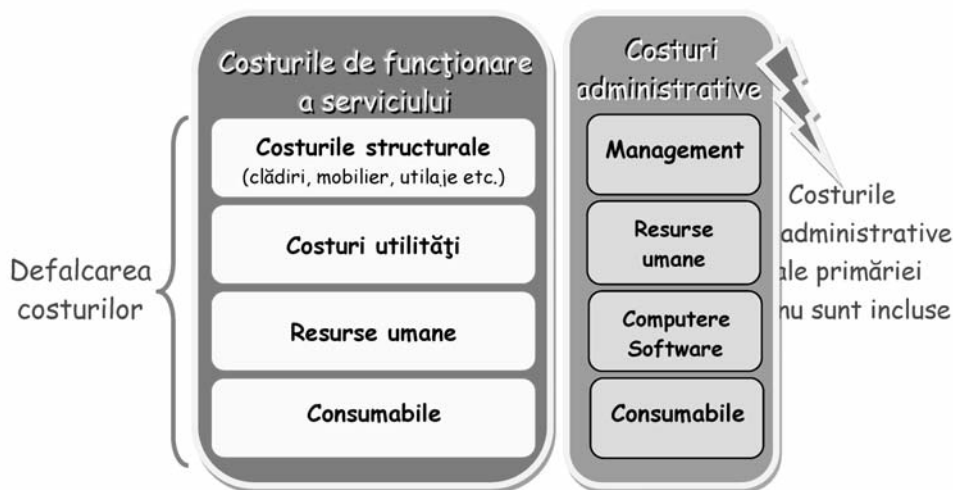 Costurile de funcţionare
a serviciului
Costurile structurale
(clădiri, mobilier, utilaje etc.)
Costuri utilităţi
Resurse umane
Consumabile
Costuri
administrative
Management
Resurse
umane
Computere
Software
Consumabile
Defalcarea
costurilor
Costurile
administrative
ale primăriei
nu sunt incluse